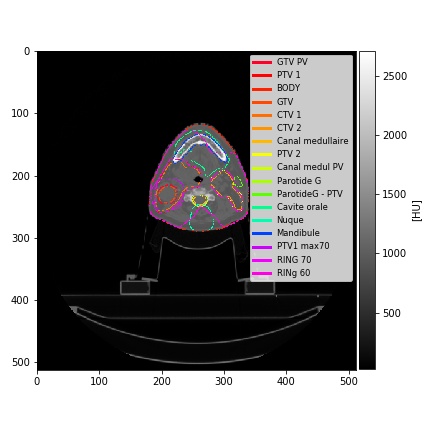 0
100
200
300
400
500
0
100
200
300
400
500
GTV PV
PTV 1
BODY
GTV
CTV 1
CTV 2
Canal medullaire
PTV 2
Canal medul PV
Parotide G
ParotideG - PTV
Cavite orale
Nuque
Mandibule
PTV1 max70
RING 70
RINg 60
2500
2000
1500
1000
500
[HU]